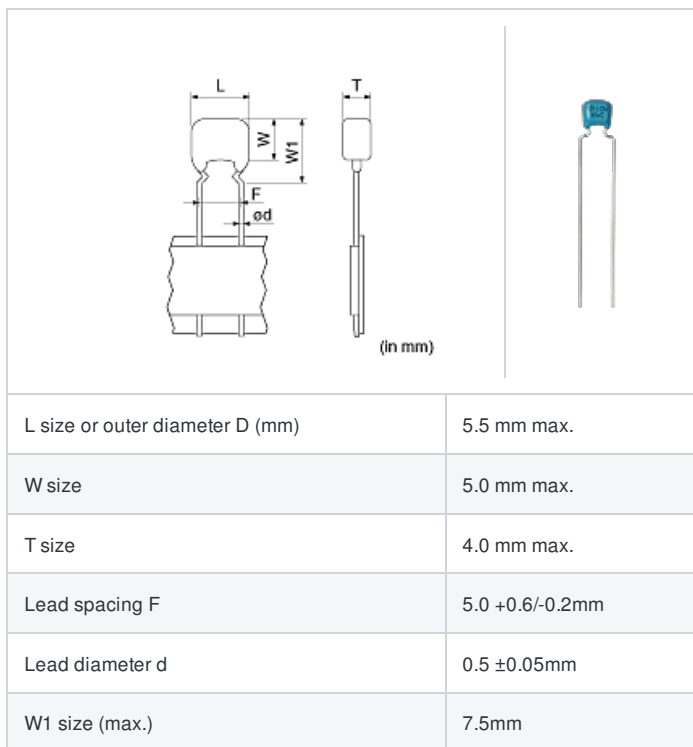 L
T
W
W1
F
ød
(in mm)
L size or outer diameter D (mm) 5.5 mm max.
W size 5.0 mm max.
T size 4.0 mm max.
Lead spacing F 5.0 +0.6/-0.2mm
Lead diameter d 0.5 ±0.05mm
W1 size (max.) 7.5mm